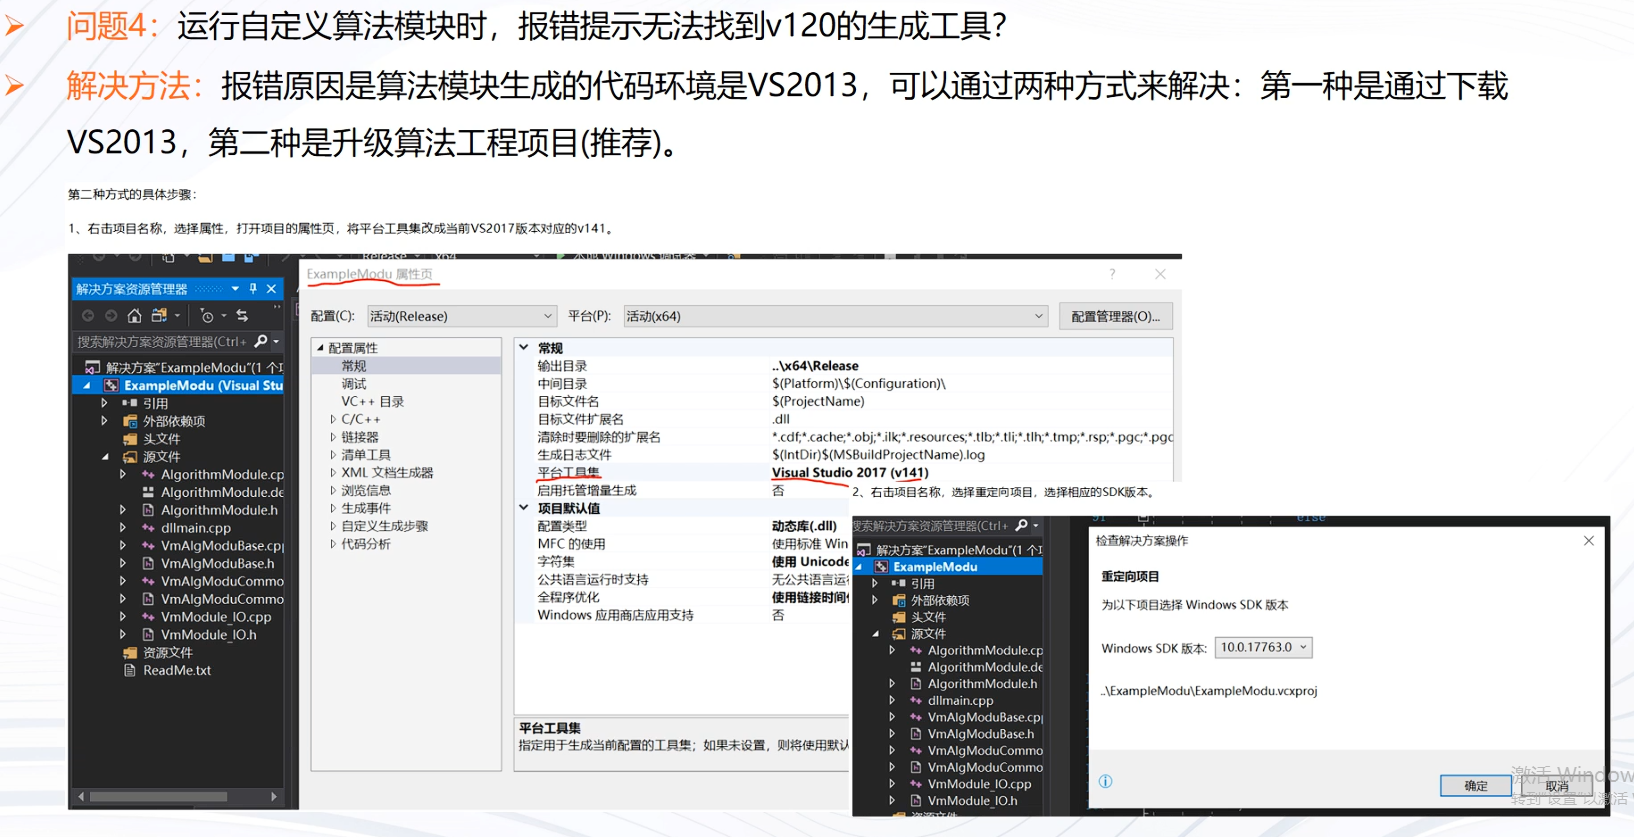 问题4：运行自定义算法模块时，报错提示无法找到v120的生成工具？
解决方法：报错原因是算法模块生成的代码环境是VS2013，可以通过两种方式来解决：第一种是通过下载
VS2013，第二种是升级算法工程项目(推荐)。
第二种方式的具体步骤：
1、右击项目名称，选择属性，打开项目的属性页，将平台工具集改成当前VS2017版本对应的v141。
Release x64 本地 Windows 调试器
解决方案资源管理器
搜索解决方案资源管理器(Ctrl+
解决方案"ExampleModu"(1 个项
ExampleModu (Visual Stu
引用
外部依赖项
头文件
源文件
AlgorithmModule.cp
AlgorithmModule.de
AlgorithmModule.h
dllmain.cpp
VmAlgModuBase.cpp
VmAlgModuBase.h
VmAlgModuCommo
VmAlgModuCommo
VmModule_IO.cpp
VmModule_IO.h
资源文件
ReadMe.txt
ExampleModu 属性页
? 
配置(C): 活动(Release) 平台(P): 活动(x64) 配置管理器(O)...
配置属性
常规
调试
VC++ 目录
C/C++
链接器
清单工具
XML 文档生成器
浏览信息
生成事件
自定义生成步骤
代码分析
常规
输出目录 ..\x64\Release
中间目录 $(Platform)\$(Configuration)\
目标文件名 $(ProjectName)
目标文件扩展名 .dll
清除时要删除的扩展名 *.cdf;*.cache;*.obj;*.ilk;*.resources;*.tlb;*.tli;*.tlh;*.tmp;*.rsp;*.pgc;*.pgc
生成日志文件 $(IntDir)$(MSBuildProjectName).log
平台工具集 Visual Studio 2017 (v141)
启用托管增量生成 否
项目默认值
配置类型 动态库(.dll)
MFC 的使用 使用标准 Win
字符集 使用 Unicode
公共语言运行时支持 无公共语言运
全程序优化 使用链接时间
Windows 应用商店应用支持 否
平台工具集
指定用于生成当前配置的工具集；如果未设置，则将使用默认
2、右击项目名称，选择重定向项目，选择相应的SDK版本。
搜索解决方案资源管理器(Ctrl+
解决方案"ExampleModu"(1 个项
ExampleModu
引用
外部依赖项
头文件
源文件
AlgorithmModule.cp
AlgorithmModule.de
AlgorithmModule.h
dllmain.cpp
VmAlgModuBase.cpp
VmAlgModuBase.h
VmAlgModuCommo
VmAlgModuCommo
VmModule_IO.cpp
VmModule_IO.h
资源文件
91 else
检查解决方案操作
重定向项目
为以下项目选择 Windows SDK 版本
Windows SDK 版本: 10.0.17763.0
..\ExampleModu\ExampleModu.vcxproj
确定 取消
激活 Window
转到"设置"以激活